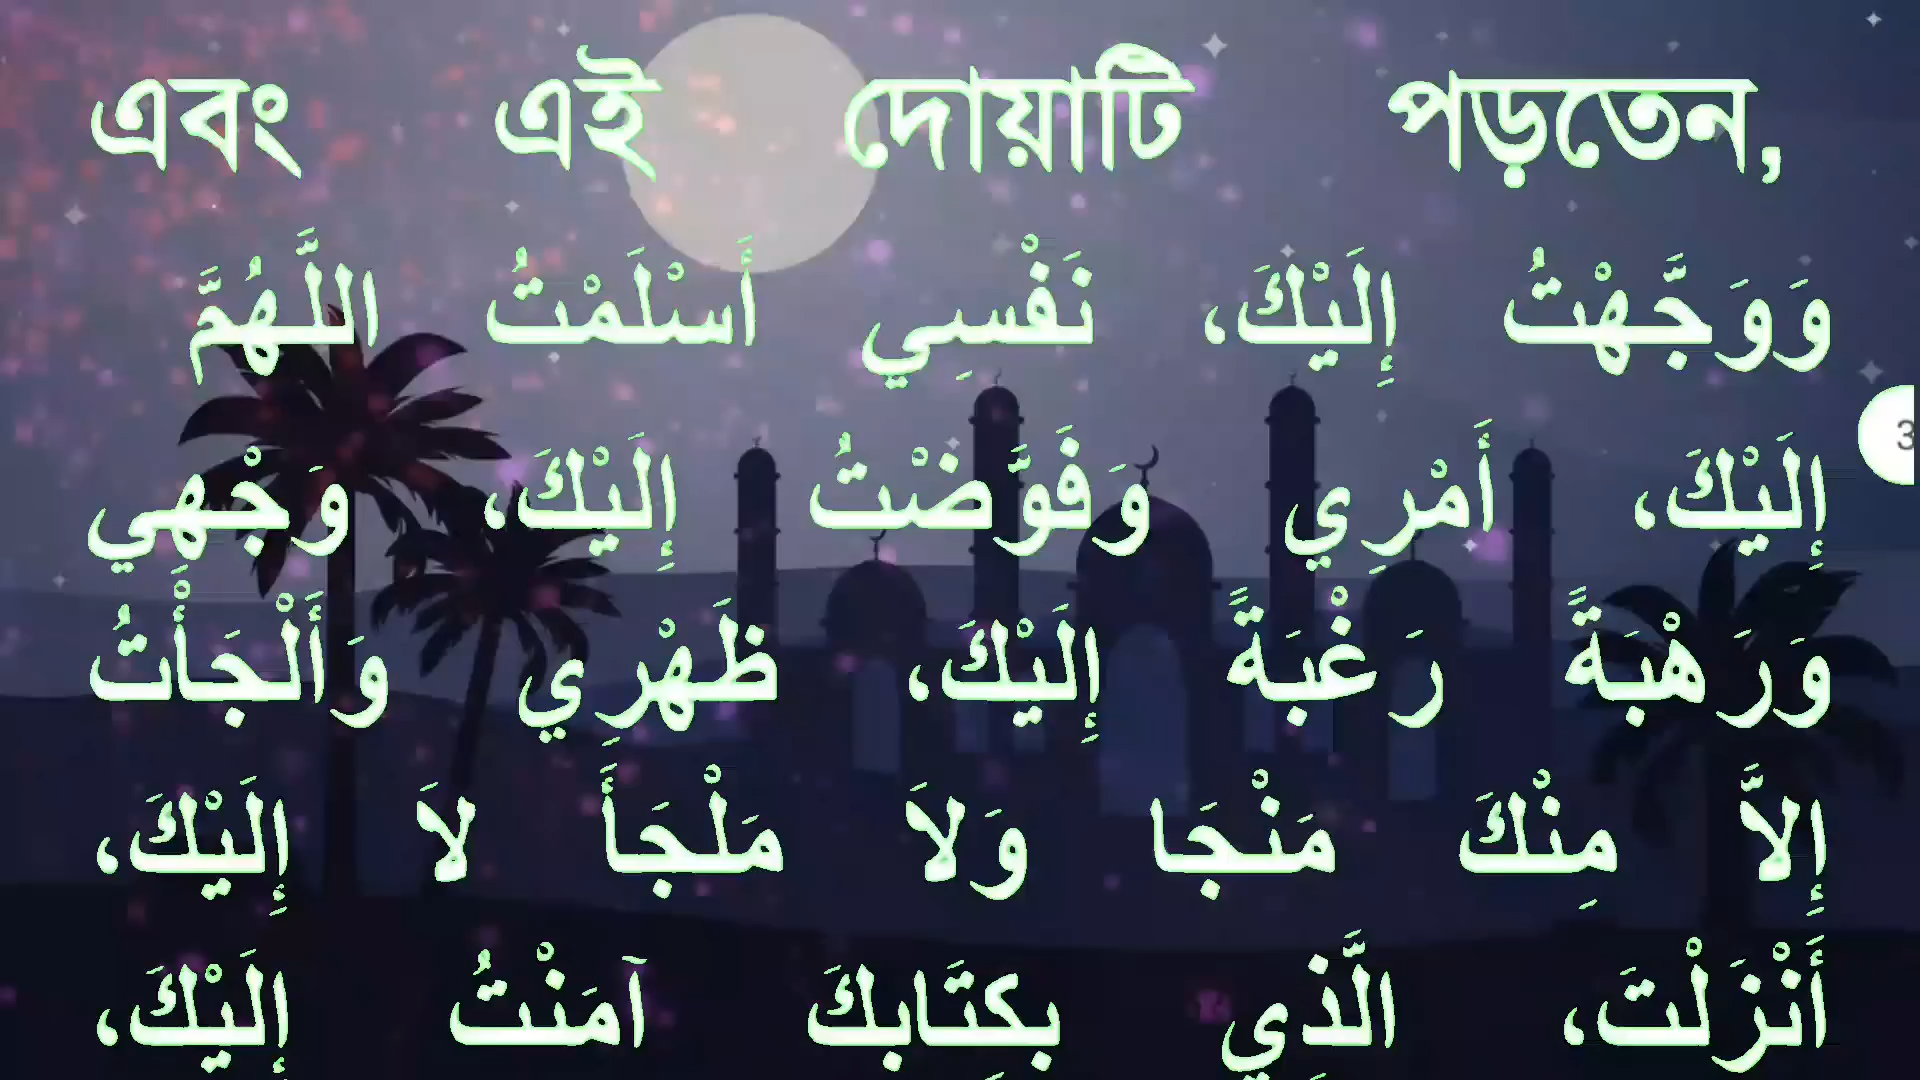 এবং এই দোয়াটি পড়তেন,
اللَّهُمَّ أَسْلَمْتُ نَفْسِي إِلَيْكَ، وَوَجَّهْتُ
وَجْهِي إِلَيْكَ، وَفَوَّضْتُ أَمْرِي إِلَيْكَ،
وَأَلْجَأْتُ ظَهْرِي إِلَيْكَ، رَغْبَةً وَرَهْبَةً
إِلَيْكَ، لاَ مَلْجَأَ وَلاَ مَنْجَا مِنْكَ إِلاَّ
إِلَيْكَ، آمَنْتُ بِكِتَابِكَ الَّذِي أَنْزَلْتَ،